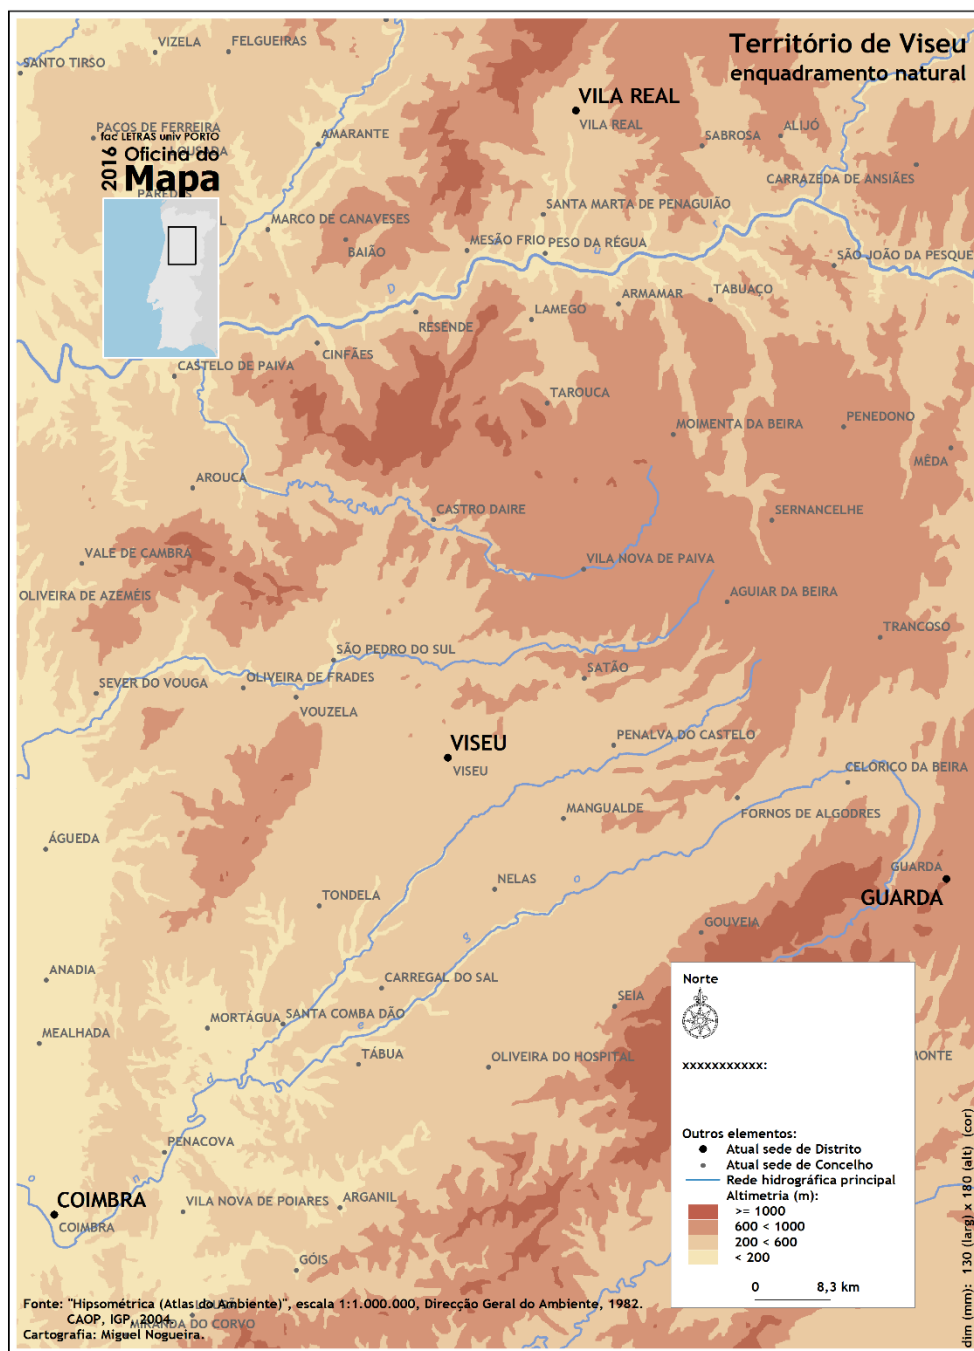 Território de Viseu
enquadramento natural
VIZELA
FELGUEIRAS
SANTO TIRSO
VILA REAL
VILA REAL
PAÇOS DE FERREIRA
fac LETRAS univ PORTO
LOUSADA
2016
Oficina do
Mapa
AMARANTE
SABROSA
ALIJÓ
CARRAZEDA DE ANSIÃES
PAREDES
L
MARCO DE CANAVESES
SANTA MARTA DE PENAGUIÃO
BAIÃO
MESÃO FRIO
PESO DA RÉGUA
SÃO JOÃO DA PESQUE
D
u
r
TABUAÇO
ARMAMAR
LAMEGO
RESENDE
CINFÃES
CASTELO DE PAIVA
TAROUCA
MOIMENTA DA BEIRA
PENEDONO
MÊDA
AROUCA
CASTRO DAIRE
SERNANCELHE
VALE DE CAMBRA
VILA NOVA DE PAIVA
OLIVEIRA DE AZEMÉIS
AGUIAR DA BEIRA
TRANCOSO
SÃO PEDRO DO SUL
SATÃO
SEVER DO VOUGA
OLIVEIRA DE FRADES
VOUZELA
VISEU
VISEU
PENALVA DO CASTELO
CELORICO DA BEIRA
MANGUALDE
FORNOS DE ALGODRES
ÁGUEDA
GUARDA
GUARDA
NELAS
o
TONDELA
GOUVEIA
g
ANADIA
CARREGAL DO SAL
SEIA
MORTÁGUA
SANTA COMBA DÃO
e
MEALHADA
TÁBUA
OLIVEIRA DO HOSPITAL
MONTE
d
PENACOVA
n
o
COIMBRA
COIMBRA
VILA NOVA DE POIARES
ARGANIL
GÓIS
MIRANDA DO CORVO
Norte
xxxxxxxxxxx:
Outros elementos:
Atual sede de Distrito
Atual sede de Concelho
Rede hidrográfica principal
Altimetria (m):
>= 1000
600 < 1000
200 < 600
< 200
0 8,3 km
Fonte: "Hipsométrica (Atlas do Ambiente)", escala 1:1.000.000, Direcção Geral do Ambiente, 1982.
CAOP, IGP, 2004.
Cartografia: Miguel Nogueira.
dim (mm): 130 (larg) x 180 (alt) (cor)